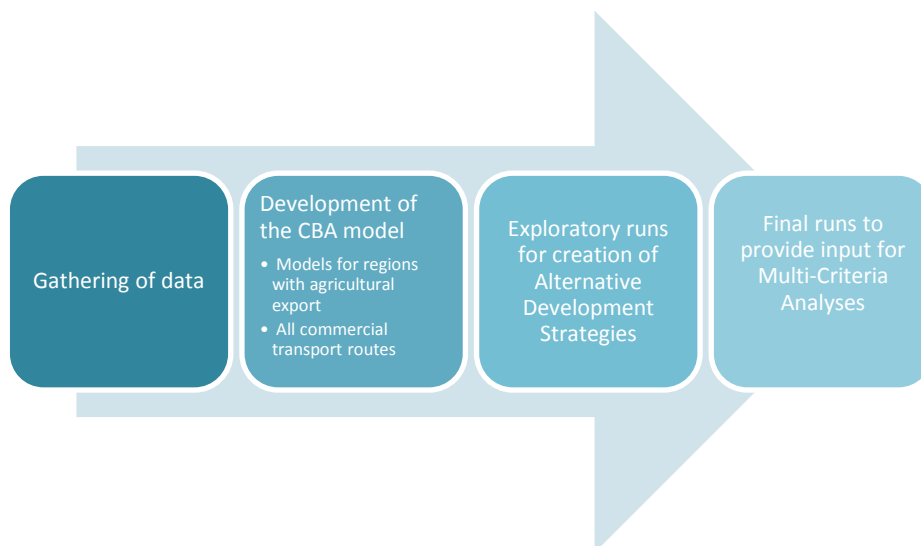 Gathering of data
Development of
the CBA model
• Models for regions
with agricultural
export
• All commercial
transport routes
Exploratory runs
for creation of
Alternative
Development
Strategies
Final runs to
provide input for
Multi-Criteria
Analyses